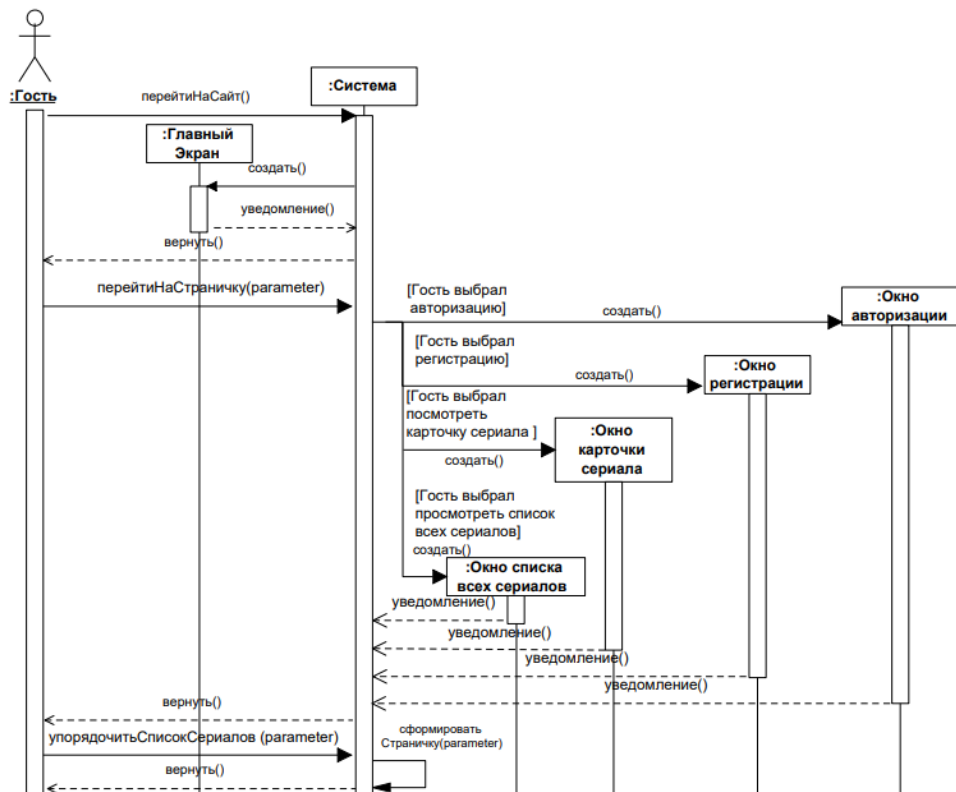 :Гость
:Система
перейтиНаСайт()
:Главный
Экран
создать()
уведомление()
вернуть()
перейтиНаСтраничку(parameter)
[Гость выбрал
авторизацию]
создать()
:Окно
авторизации
[Гость выбрал
регистрацию]
создать()
:Окно
регистрации
[Гость выбрал
посмотреть
карточку сериала ]
создать()
:Окно
карточки
сериала
[Гость выбрал
просмотреть список
всех сериалов]
создать()
:Окно списка
всех сериалов
уведомление()
уведомление()
уведомление()
уведомление()
вернуть()
упорядочитьСписокСериалов (parameter)
сформировать
Страничку(parameter)
вернуть()